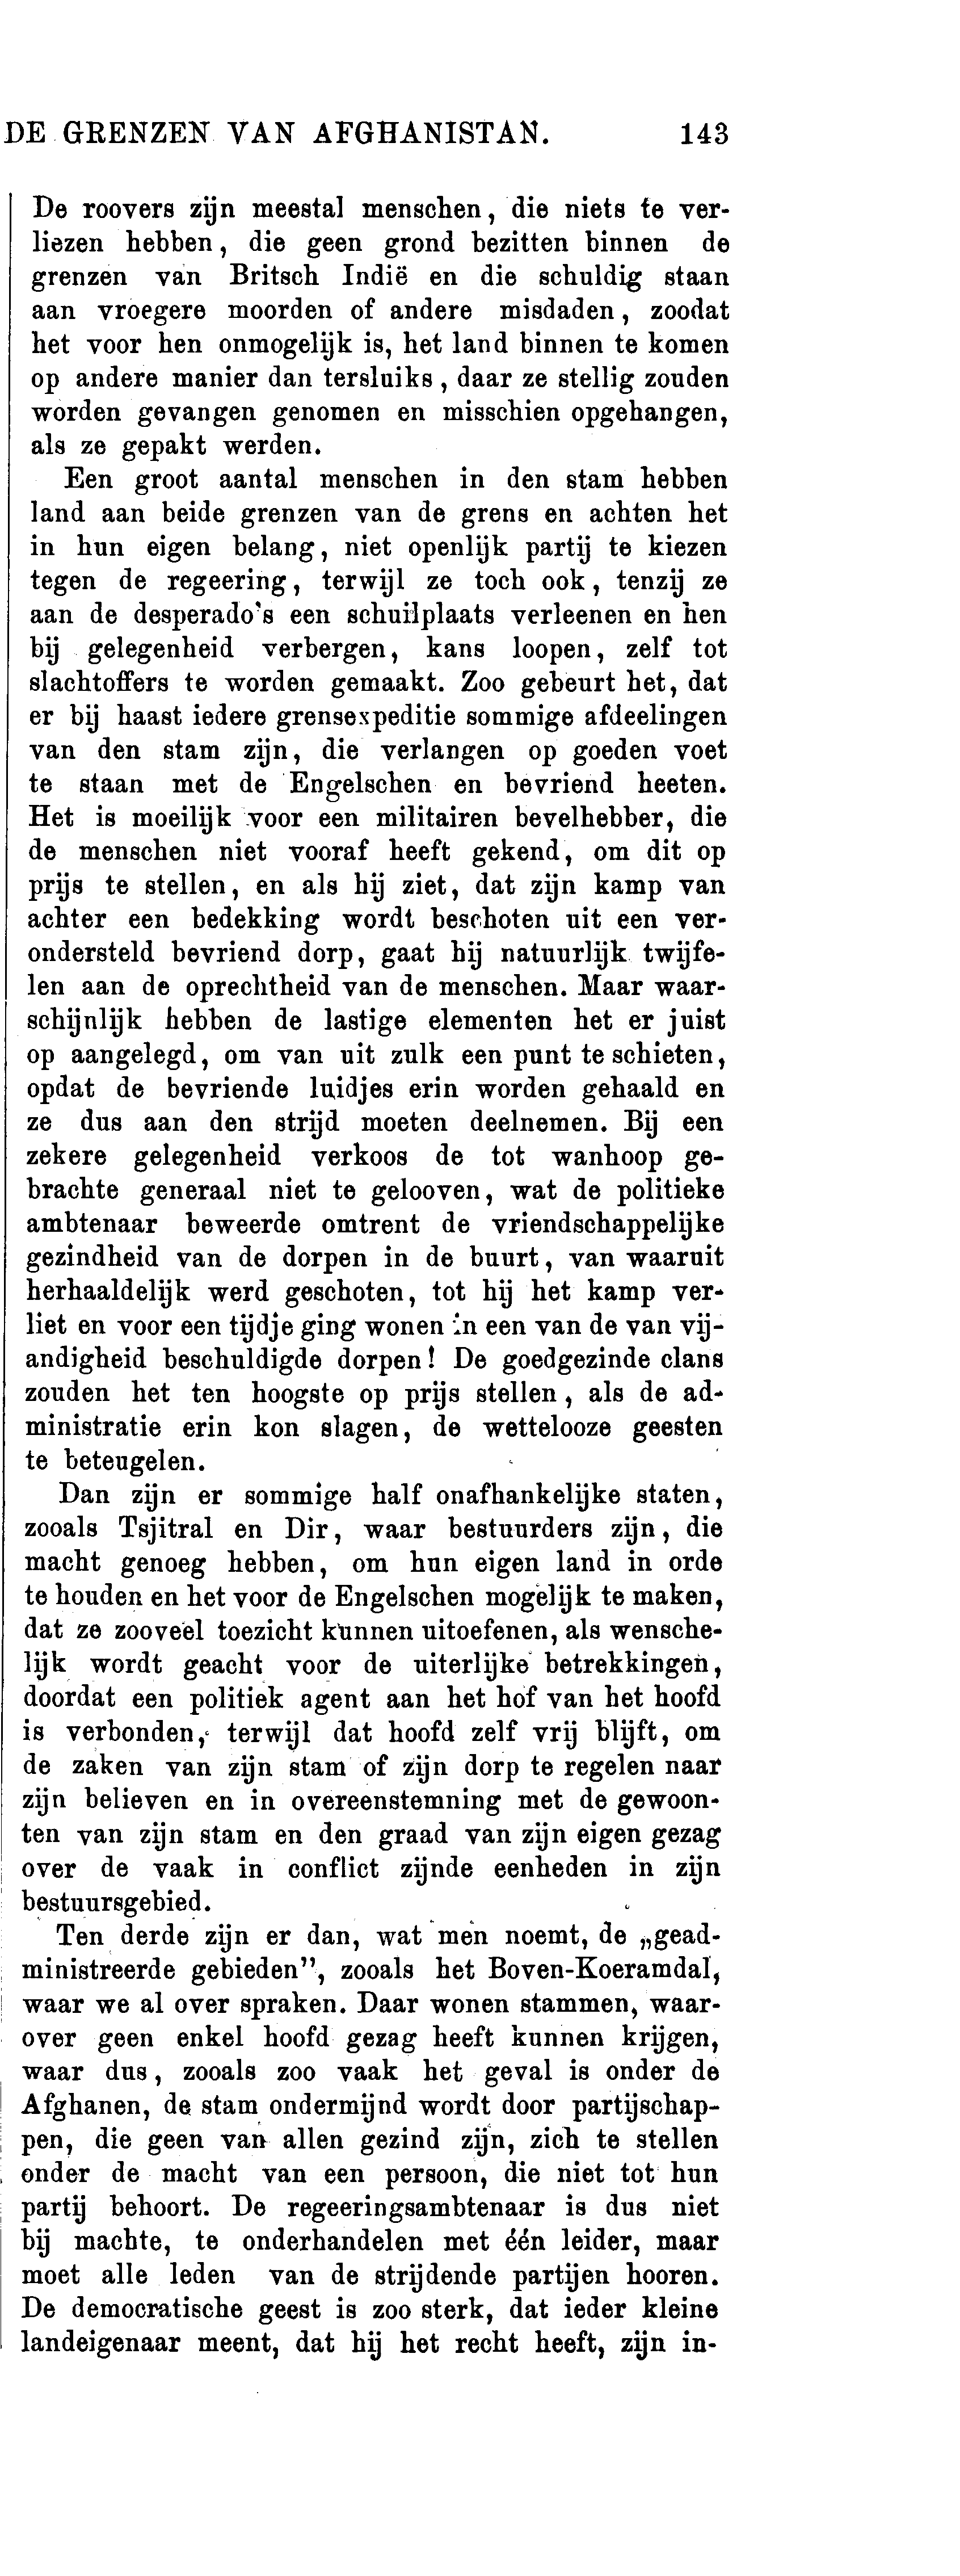 DE GRENZEN VAN AFGHANISTAN. 143
De roovers zijn meestal menschen, die niets te ver-
liezen hebben, die geen grond bezitten binnen de
grenzen van Britsch Indië en die schuldig staan
aan vroegere moorden of andere misdaden, zoodat
het voor hen onmogelijk is, het land binnen te komen
op andere manier dan tersluiks, daar ze stellig zouden
worden gevangen genomen en misschien opgehangen,
als ze gepakt werden.
Een groot aantal menschen in den stam hebben
land aan beide grenzen van de grens en achten het
in hun eigen belang, niet openlijk partij te kiezen
tegen de regeering, terwijl ze toch ook, tenzij ze
aan de desperado's een schuilplaats verleenen en hen
bij gelegenheid verbergen, kans loopen, zelf tot
slachtoffers te worden gemaakt. Zoo gebeurt het, dat
er bij haast iedere grensexpeditie sommige afdeelingen
van den stam zijn, die verlangen op goeden voet
te staan met de Engelschen en bevriend heeten.
Het is moeilijk voor een militairen bevelhebber, die
de menschen niet vooraf heeft gekend, om dit op
prijs te stellen, en als hij ziet, dat zijn kamp van
achter een bedekking wordt beschoten uit een ver-
ondersteld bevriend dorp, gaat hij natuurlijk twijfe-
len aan de oprechtheid van de menschen. Maar waar-
schijnlijk hebben de lastige elementen het er juist
op aangelegd, om van uit zulk een punt te schieten,
opdat de bevriende luidjes erin worden gehaald en
ze dus aan den strijd moeten deelnemen. Bij een
zekere gelegenheid verkoos de tot wanhoop ge-
brachte generaal niet te gelooven, wat de politieke
ambtenaar beweerde omtrent de vriendschappelijke
gezindheid van de dorpen in de buurt, van waaruit
herhaaldelijk werd geschoten, tot hij het kamp ver-
liet en voor een tijdje ging wonen in een van de van vij-
andigheid beschuldigde dorpen! De goedgezinde clans
zouden het ten hoogste op prijs stellen, als de ad-
ministratie erin kon slagen, de wettelooze geesten
te beteugelen.
Dan zijn er sommige half onafhankelijke staten,
zooals Tsjitral en Dir, waar bestuurders zijn, die
macht genoeg hebben, om hun eigen land in orde
te houden en het voor de Engelschen mogelijk te maken,
dat ze zooveel toezicht kunnen uitoefenen, als wensche-
lijk wordt geacht voor de uiterlijke betrekkingen,
doordat een politiek agent aan het hof van het hoofd
is verbonden, terwijl dat hoofd zelf vrij blijft, om
de zaken van zijn stam of zijn dorp te regelen naar
zijn believen en in overeenstemning met de gewoon-
ten van zijn stam en den graad van zijn eigen gezag
over de vaak in conflict zijnde eenheden in zijn
bestuursgebied.
Ten derde zijn er dan, wat men noemt, de „gead-
ministreerde gebieden”, zooals het Boven-Koeramdal,
waar we al over spraken. Daar wonen stammen, waar-
over geen enkel hoofd gezag heeft kunnen krijgen,
waar dus, zooals zoo vaak het geval is onder de
Afghanen, de stam ondermijnd wordt door partijschap-
pen, die geen van allen gezind zijn, zich te stellen
onder de macht van een persoon, die niet tot hun
partij behoort. De regeeringsambtenaar is dus niet
bij machte, te onderhandelen met één leider, maar
moet alle leden van de strijdende partijen hooren.
De democratische geest is zoo sterk, dat ieder kleine
landeigenaar meent, dat hij het recht heeft, zijn in-